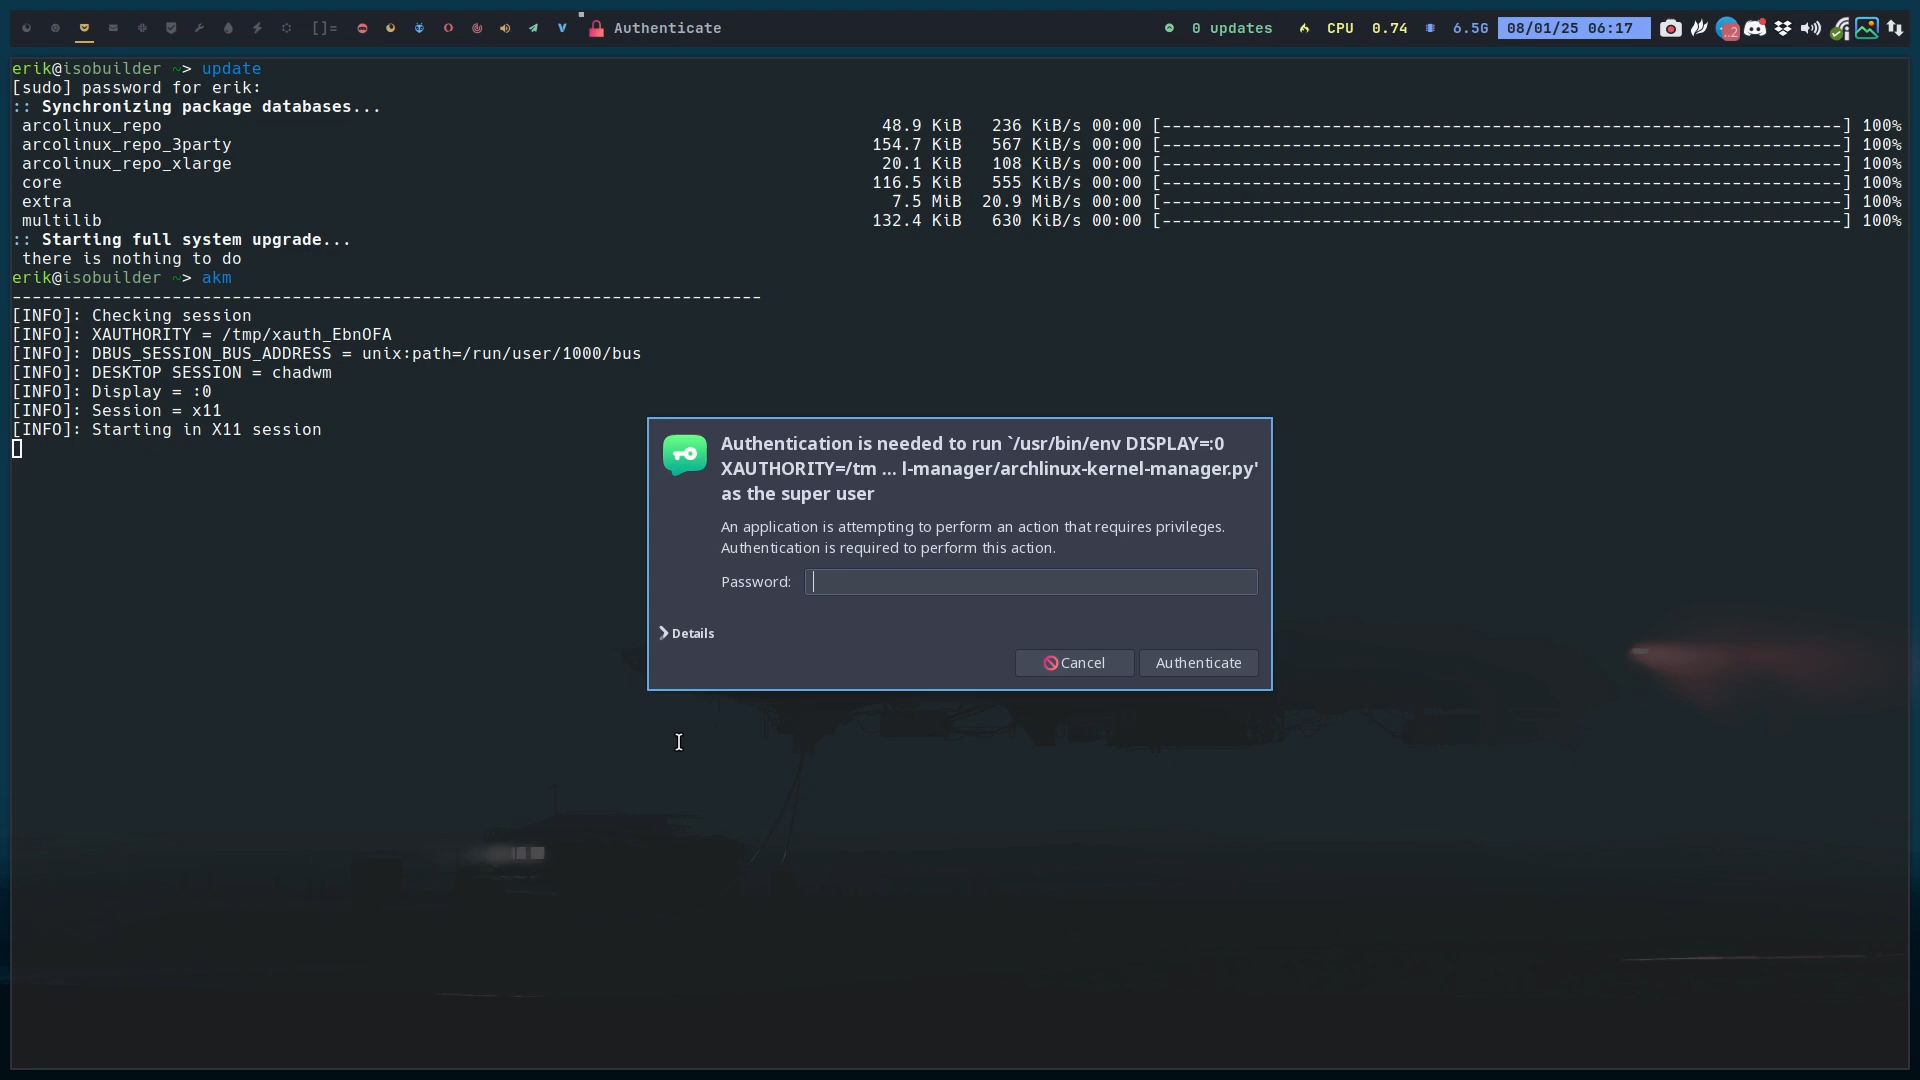 []= Authenticate 0 updates CPU 0.74 6.5G 08/01/25 06:17
erik@isobuilder ~> update
[sudo] password for erik:
:: Synchronizing package databases...
arcolinux_repo 48.9 KiB 236 KiB/s 00:00 [--------------------------------------------------------------------] 100%
arcolinux_repo_3party 154.7 KiB 567 KiB/s 00:00 [--------------------------------------------------------------------] 100%
arcolinux_repo_xlarge 20.1 KiB 108 KiB/s 00:00 [--------------------------------------------------------------------] 100%
core 116.5 KiB 555 KiB/s 00:00 [--------------------------------------------------------------------] 100%
extra 7.5 MiB 20.9 MiB/s 00:00 [--------------------------------------------------------------------] 100%
multilib 132.4 KiB 630 KiB/s 00:00 [--------------------------------------------------------------------] 100%
:: Starting full system upgrade...
there is nothing to do
erik@isobuilder ~> akm
---------------------------------------------------------------------------
[INFO]: Checking session
[INFO]: XAUTHORITY = /tmp/xauth_EbnOFA
[INFO]: DBUS_SESSION_BUS_ADDRESS = unix:path=/run/user/1000/bus
[INFO]: DESKTOP SESSION = chadwm
[INFO]: Display = :0
[INFO]: Session = x11
[INFO]: Starting in X11 session
Authentication is needed to run `/usr/bin/env DISPLAY=:0
XAUTHORITY=/tm ... l-manager/archlinux-kernel-manager.py'
as the super user
An application is attempting to perform an action that requires privileges.
Authentication is required to perform this action.
Password:
Details
Cancel Authenticate